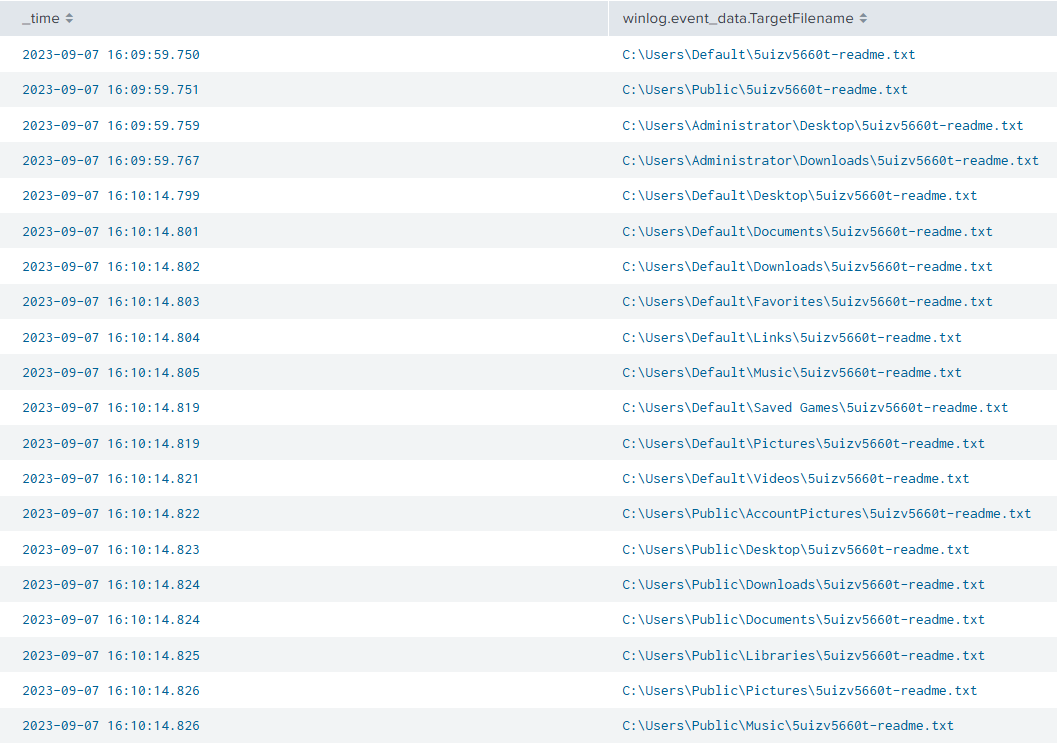 _time winlog.event_data.TargetFilename
2023-09-07 16:09:59.750 C:\Users\Default\5uizv5660t-readme.txt
2023-09-07 16:09:59.751 C:\Users\Public\5uizv5660t-readme.txt
2023-09-07 16:09:59.759 C:\Users\Administrator\Desktop\5uizv5660t-readme.txt
2023-09-07 16:09:59.767 C:\Users\Administrator\Downloads\5uizv5660t-readme.txt
2023-09-07 16:10:14.799 C:\Users\Default\Desktop\5uizv5660t-readme.txt
2023-09-07 16:10:14.801 C:\Users\Default\Documents\5uizv5660t-readme.txt
2023-09-07 16:10:14.802 C:\Users\Default\Downloads\5uizv5660t-readme.txt
2023-09-07 16:10:14.803 C:\Users\Default\Favorites\5uizv5660t-readme.txt
2023-09-07 16:10:14.804 C:\Users\Default\Links\5uizv5660t-readme.txt
2023-09-07 16:10:14.805 C:\Users\Default\Music\5uizv5660t-readme.txt
2023-09-07 16:10:14.819 C:\Users\Default\Saved Games\5uizv5660t-readme.txt
2023-09-07 16:10:14.819 C:\Users\Default\Pictures\5uizv5660t-readme.txt
2023-09-07 16:10:14.821 C:\Users\Default\Videos\5uizv5660t-readme.txt
2023-09-07 16:10:14.822 C:\Users\Public\AccountPictures\5uizv5660t-readme.txt
2023-09-07 16:10:14.823 C:\Users\Public\Desktop\5uizv5660t-readme.txt
2023-09-07 16:10:14.824 C:\Users\Public\Downloads\5uizv5660t-readme.txt
2023-09-07 16:10:14.824 C:\Users\Public\Documents\5uizv5660t-readme.txt
2023-09-07 16:10:14.825 C:\Users\Public\Libraries\5uizv5660t-readme.txt
2023-09-07 16:10:14.826 C:\Users\Public\Pictures\5uizv5660t-readme.txt
2023-09-07 16:10:14.826 C:\Users\Public\Music\5uizv5660t-readme.txt